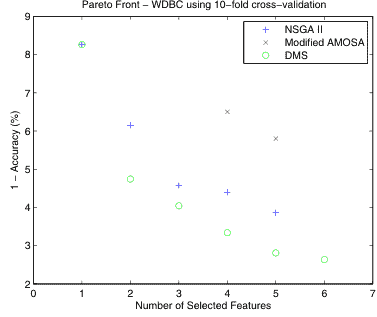 Pareto Front − WDBC using 10−fold cross−validation
9
8
7
6
5
4
3
2
1 − Accuracy (%)
NSGA II
Modified AMOSA
DMS
0 1 2 3 4 5 6 7
Number of Selected Features